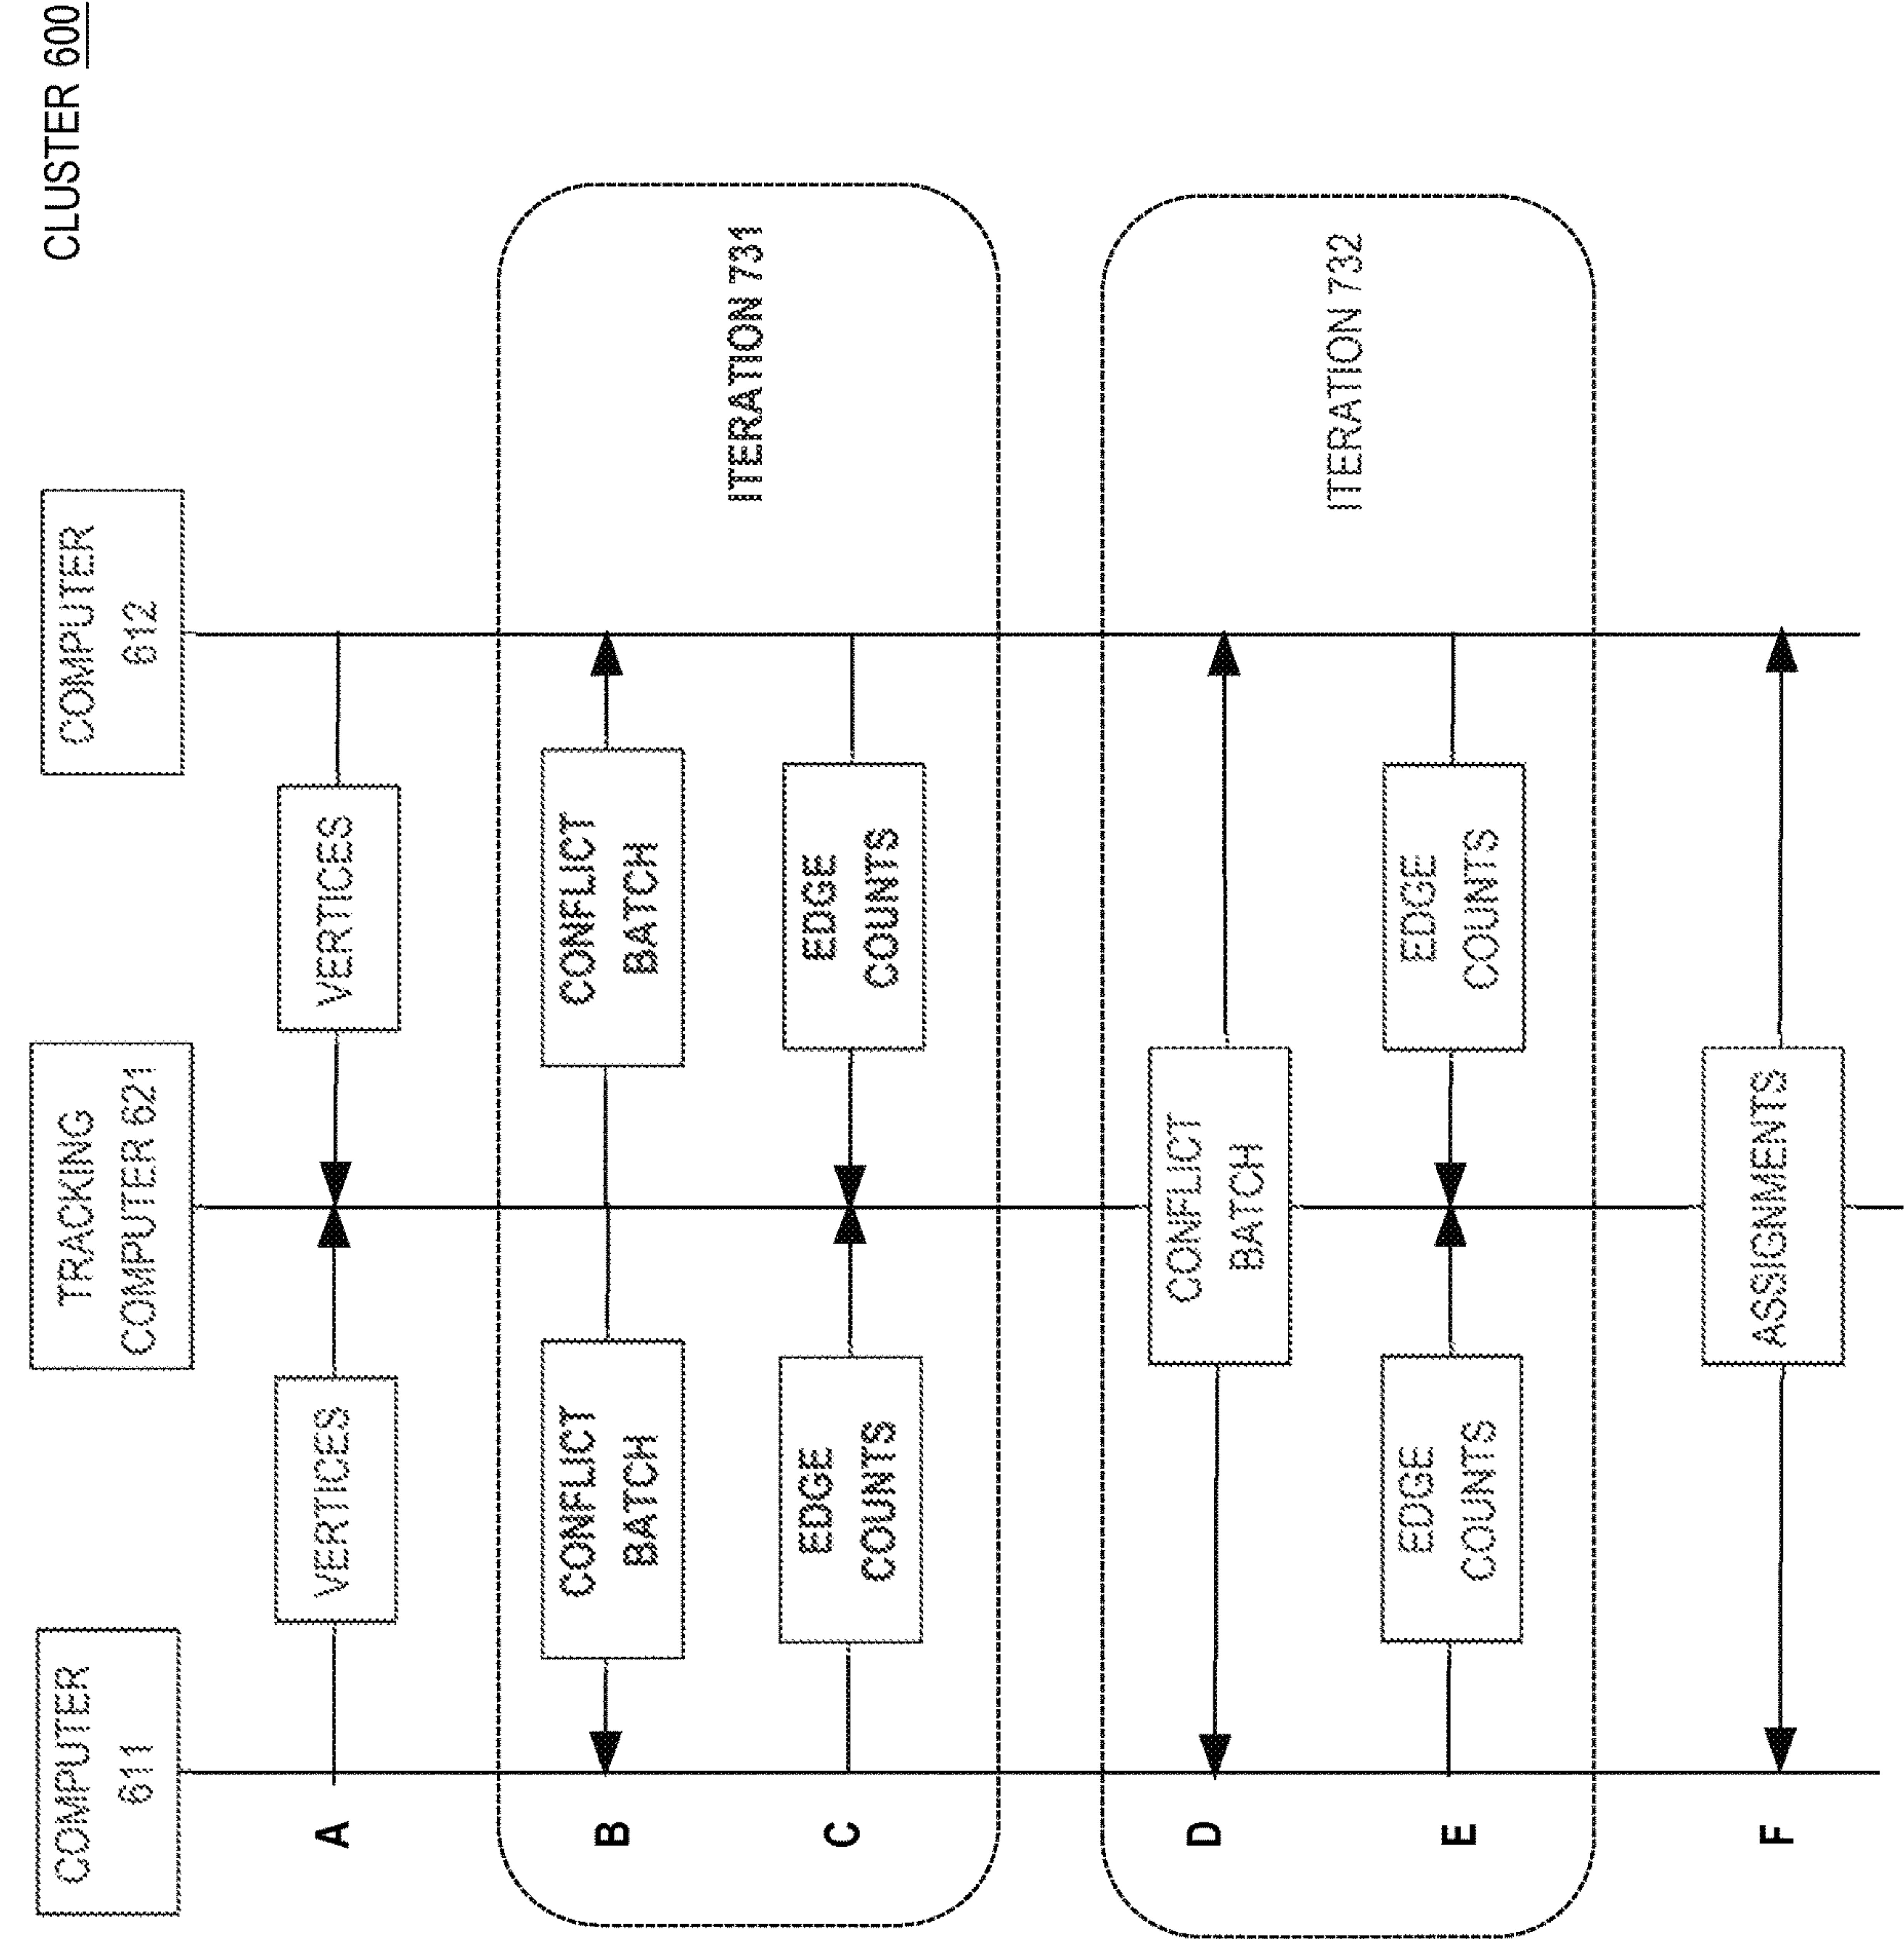 CLUSTER 600
COMPUTER
611
TRACKING
COMPUTER 621
COMPUTER
612
A
VERTICES
VERTICES
B
CONFLICT
BATCH
CONFLICT
BATCH
C
EDGE
COUNTS
EDGE
COUNTS
ITERATION 731
D
CONFLICT
BATCH
E
EDGE
COUNTS
EDGE
COUNTS
ITERATION 732
F
ASSIGNMENTS